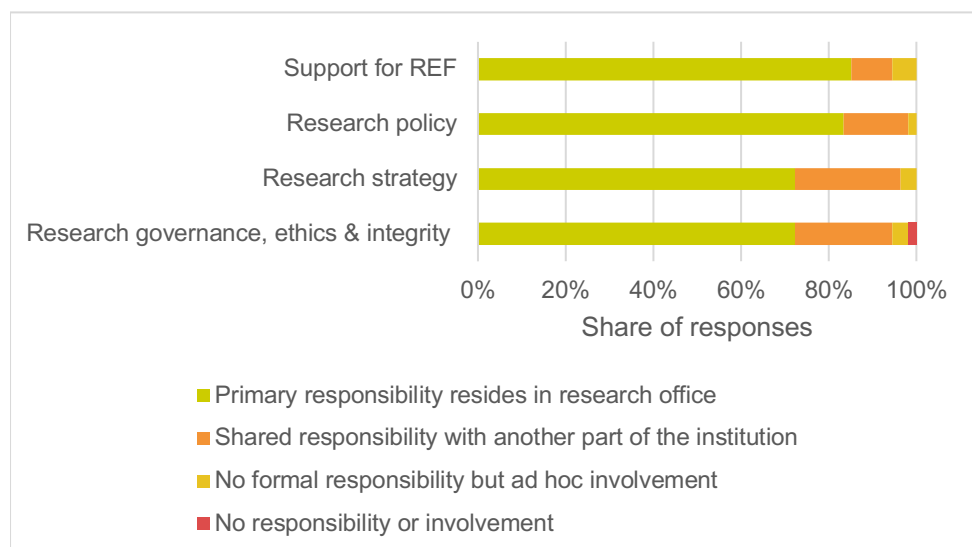 Support for REF
Research policy
Research strategy
Research governance, ethics & integrity
0% 20% 40% 60% 80% 100%
Share of responses
Primary responsibility resides in research office
Shared responsibility with another part of the institution
No formal responsibility but ad hoc involvement
No responsibility or involvement